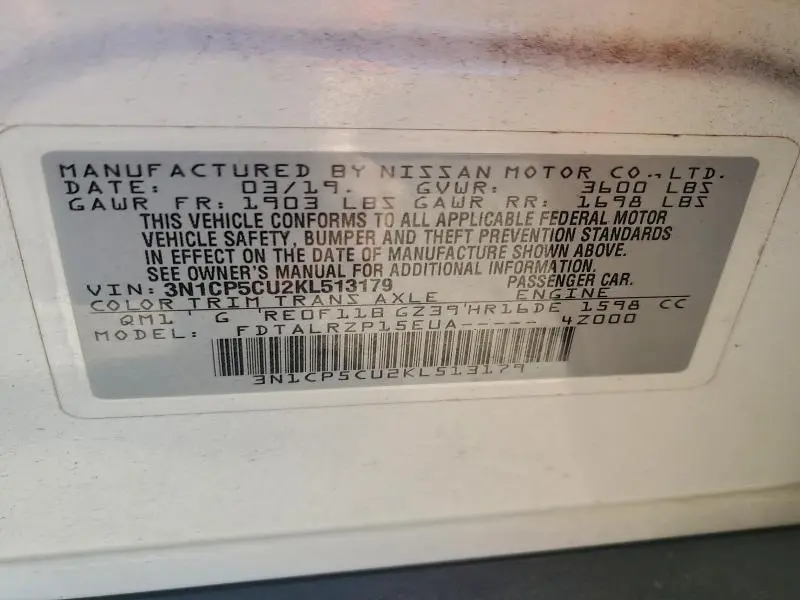 MANUFACTURED BY NISSAN MOTOR CO., LTD.
DATE: 03/19. GVWR: 3600 LBS
GAWR FR: 1903 LBS GAWR RR: 1698 LBS
THIS VEHICLE CONFORMS TO ALL APPLICABLE FEDERAL MOTOR
VEHICLE SAFETY, BUMPER AND THEFT PREVENTION STANDARDS
IN EFFECT ON THE DATE OF MANUFACTURE SHOWN ABOVE.
SEE OWNER'S MANUAL FOR ADDITIONAL INFORMATION.
VIN: 3N1CP5CU2KL513179 PASSENGER CAR.
COLOR TRIM TRANS AXLE ENGINE
QM1 ' G 'RE0F11B GZ39'HR16DE 1598 CC
MODEL: FDTALRZP15EUA----- 4Z000
3N1CP5CU2KL513179